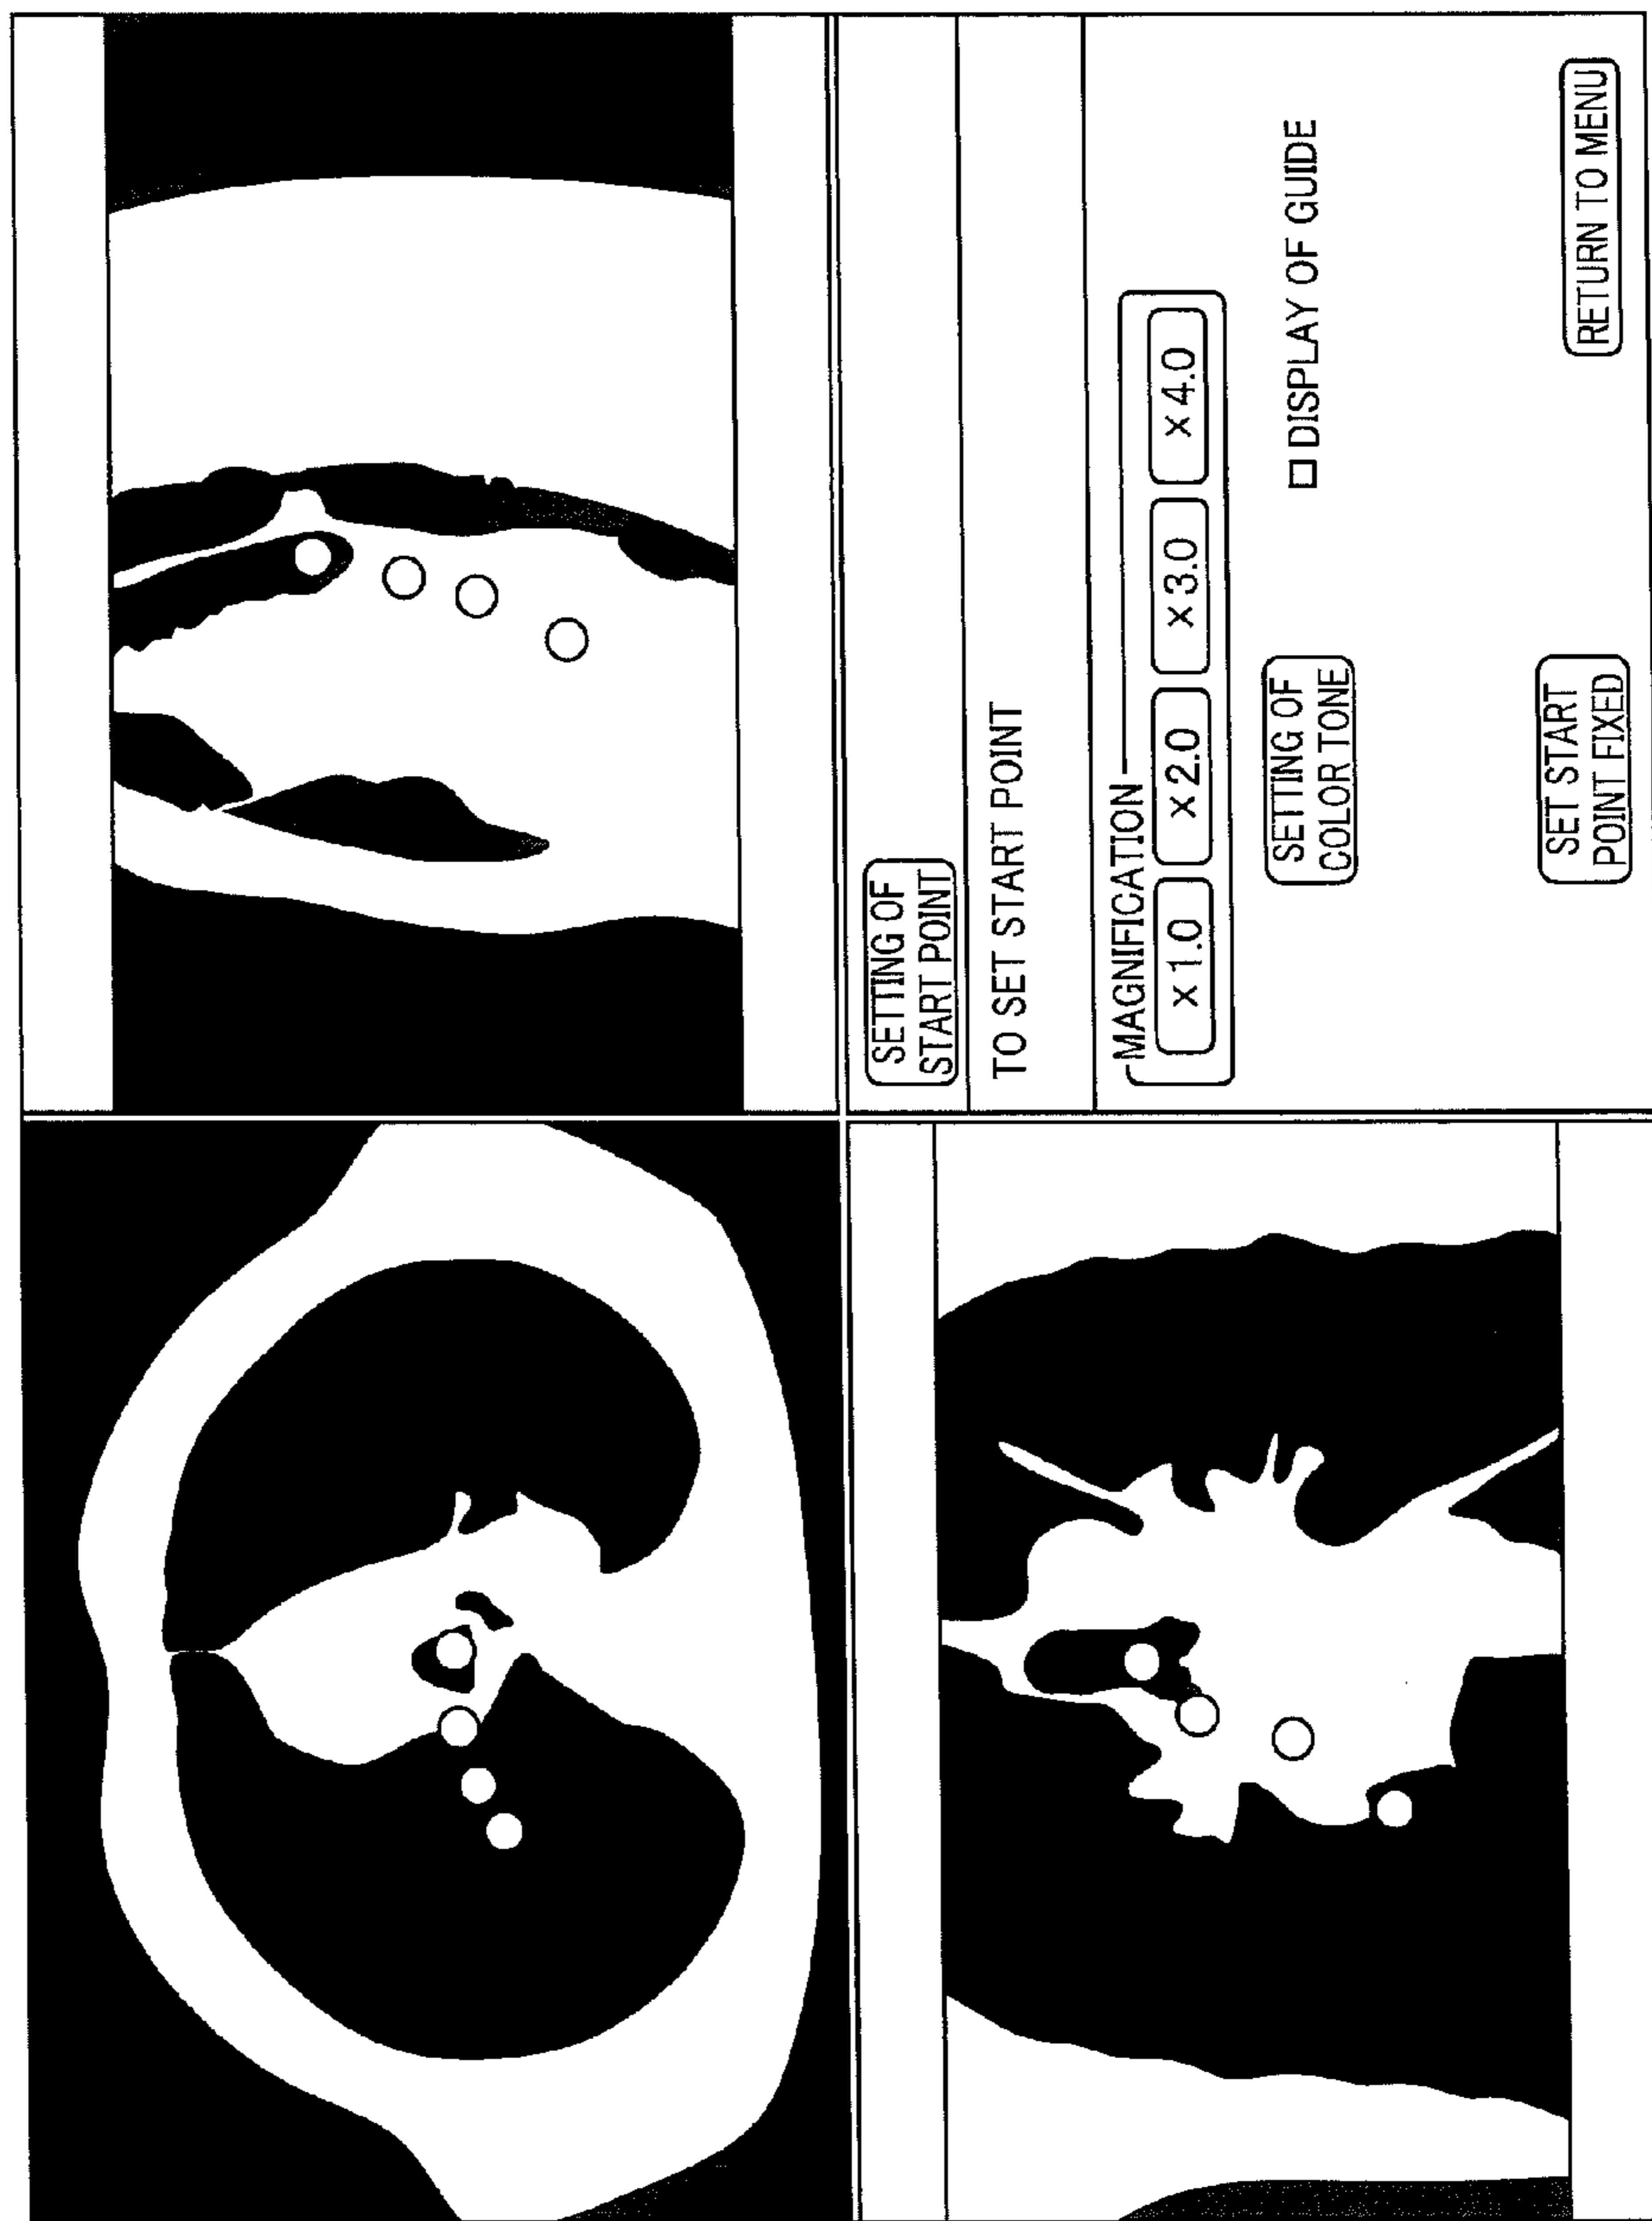 SETTING OF
START POINT
TO SET START POINT
MAGNIFICATION
×1.0 ×2.0 ×3.0 ×4.0
SETTING OF
COLOR TONE
DISPLAY OF GUIDE
SET START
POINT FIXED
RETURN TO MENU